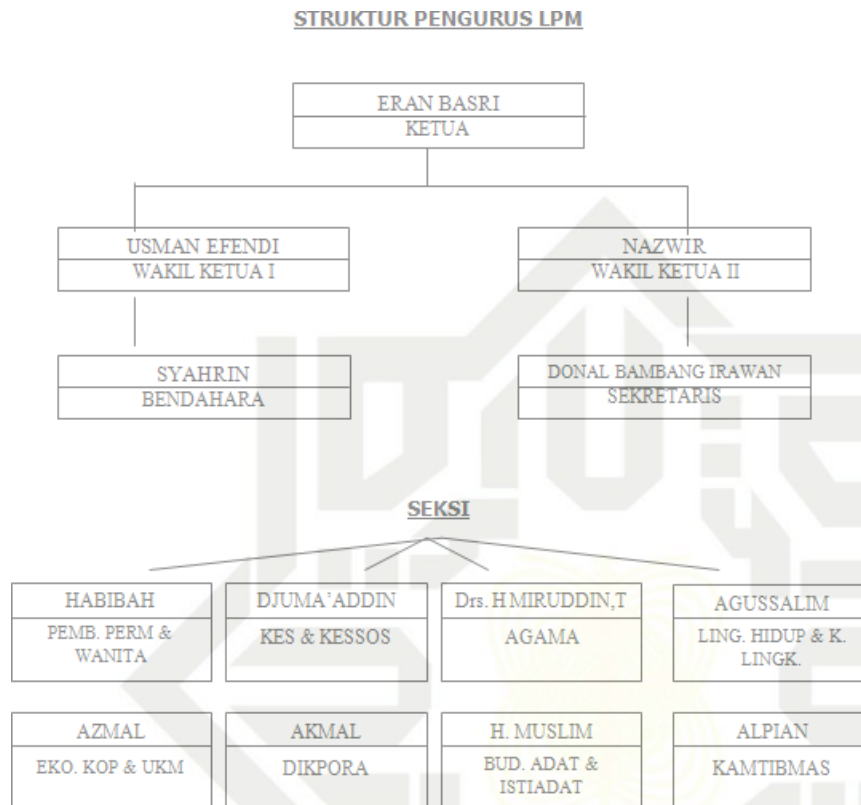 STRUKTUR PENGURUS LPM
ERAN BASRI
KETUA
USMAN EFENDI
WAKIL KETUA I
NAZWIR
WAKIL KETUA II
SYAHRIN
BENDAHARA
DONAL BAMBANG IRAWAN
SEKRETARIS
SEKSI
HABIBAH
PEMB. PERM &
WANITA
DJUMA'ADDIN
KES & KESSOS
Drs. H MIRUDDIN,T
AGAMA
AGUSSALIM
LING. HIDUP & K.
LINGK.
AZMAL
EKO. KOP & UKM
AKMAL
DIKPORA
H. MUSLIM
BUD. ADAT &
ISTIADAT
ALPIAN
KAMTIBMAS